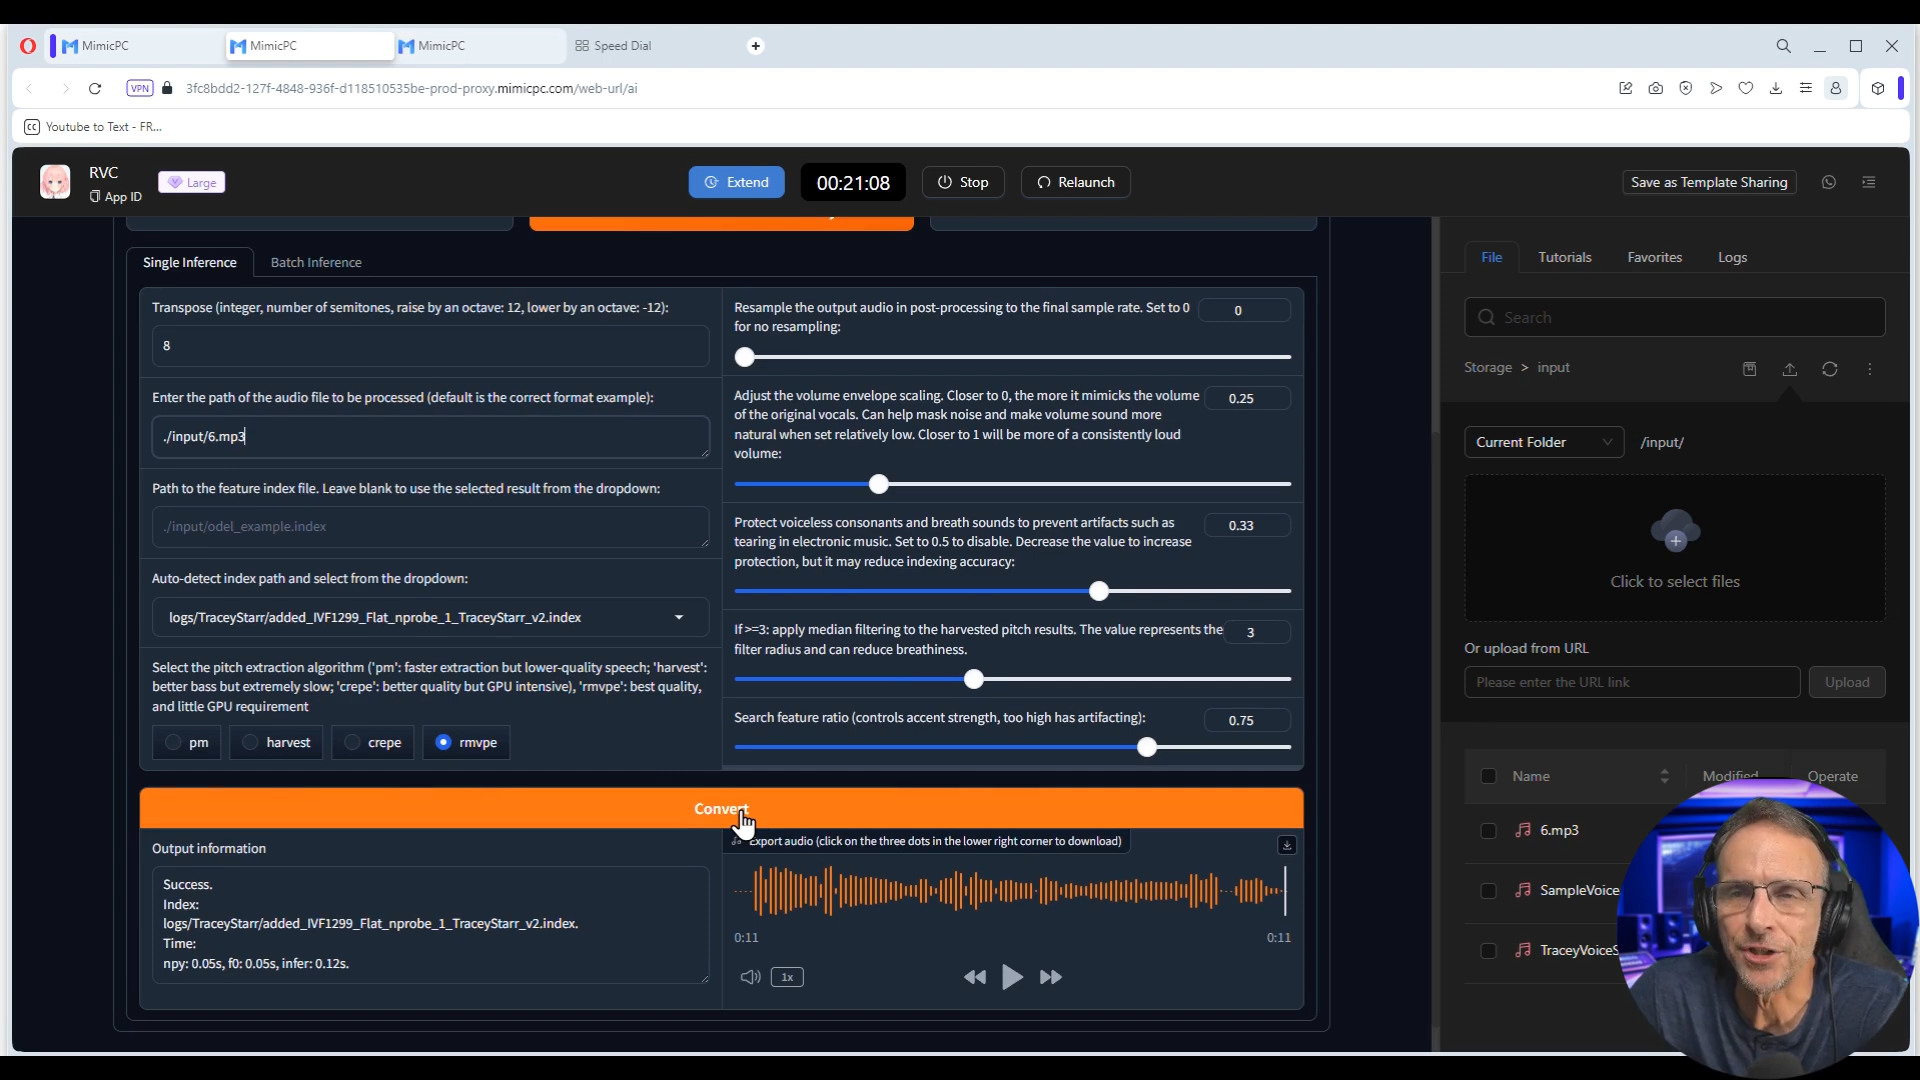 MimicPC
MimicPC
MimicPC
Speed Dial
VPN
3fc8bdd2-127f-4848-936f-d118510535be-prod-proxy.mimicpc.com/web-url/ai
CC Youtube to Text - FR...
RVC
App ID
Large
Extend
00:21:08
Stop
Relaunch
Save as Template Sharing
Single Inference
Batch Inference
Transpose (integer, number of semitones, raise by an octave: 12, lower by an octave: -12):
8
Enter the path of the audio file to be processed (default is the correct format example):
./input/6.mp3
Path to the feature index file. Leave blank to use the selected result from the dropdown:
./input/odel_example.index
Auto-detect index path and select from the dropdown:
logs/TraceyStarr/added_IVF1299_Flat_nprobe_1_TraceyStarr_v2.index
Select the pitch extraction algorithm ('pm': faster extraction but lower-quality speech; 'harvest':
better bass but extremely slow; 'crepe': better quality but GPU intensive), 'rmvpe': best quality,
and little GPU requirement
pm
harvest
crepe
rmvpe
Resample the output audio in post-processing to the final sample rate. Set to 0
for no resampling:
0
Adjust the volume envelope scaling. Closer to 0, the more it mimicks the volume
of the original vocals. Can help mask noise and make volume sound more
natural when set relatively low. Closer to 1 will be more of a consistently loud
volume:
0.25
Protect voiceless consonants and breath sounds to prevent artifacts such as
tearing in electronic music. Set to 0.5 to disable. Decrease the value to increase
protection, but it may reduce indexing accuracy:
0.33
If >=3: apply median filtering to the harvested pitch results. The value represents the
filter radius and can reduce breathiness.
3
Search feature ratio (controls accent strength, too high has artifacting):
0.75
Convert
Output information
Success.
Index:
logs/TraceyStarr/added_IVF1299_Flat_nprobe_1_TraceyStarr_v2.index.
Time:
npy: 0.05s, f0: 0.05s, infer: 0.12s.
Export audio (click on the three dots in the lower right corner to download)
0:11
0:11
1x
File
Tutorials
Favorites
Logs
Search
Storage > input
Current Folder
/input/
Click to select files
Or upload from URL
Please enter the URL link
Upload
Name
Modified
Operate
6.mp3
SampleVoice
TraceyVoiceS